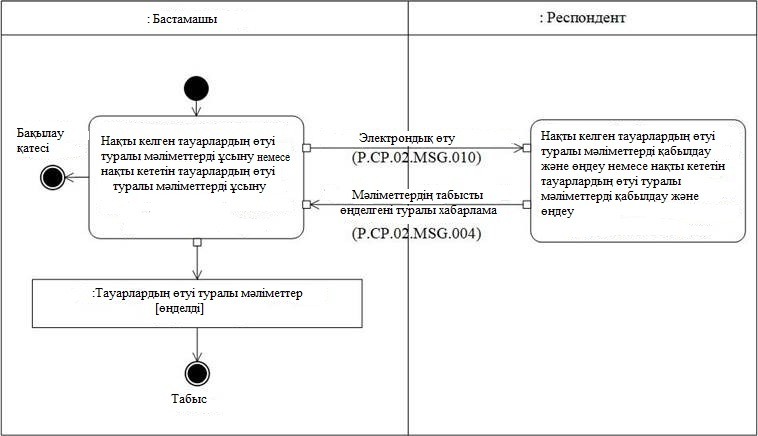 : Бастамашы
: Респондент
Бақылау
қатесі
Нақты келген тауарлардың өтуі
туралы мәліметтерді ұсыну немесе
нақты кететін тауарлардың өтуі
туралы мәліметтерді ұсыну
Электрондық өту
(P.CP.02.MSG.010)
Мәліметтердің табысты
өңделгені туралы хабарлама
(P.CP.02.MSG.004)
Нақты келген тауарлардың өтуі
туралы мәліметтерді қабылдау
және өңдеу немесе нақты кететін
тауарлардың өтуі туралы
мәліметтерді қабылдау және
өңдеу
:Тауарлардың өтуі туралы мәліметтер
[өңделді]
Табыс